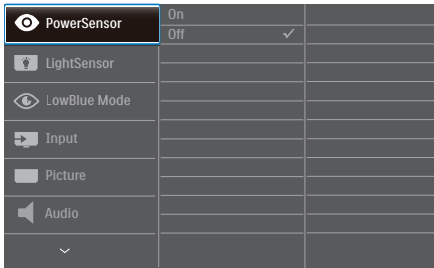 PowerSensor
On
Off
LightSensor
LowBlue Mode
Input
Picture
Audio